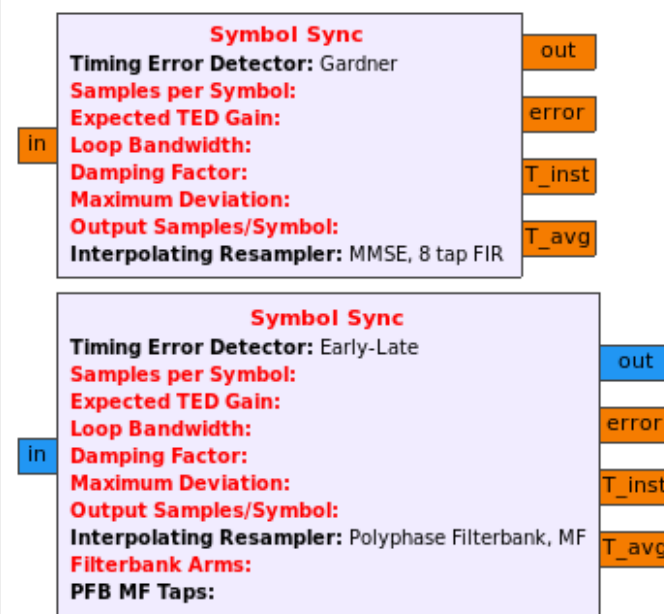 Symbol Sync
Timing Error Detector: Gardner
Samples per Symbol:
Expected TED Gain:
Loop Bandwidth:
Damping Factor:
Maximum Deviation:
Output Samples/Symbol:
Interpolating Resampler: MMSE, 8 tap FIR
in
out
error
T_inst
T_avg
Symbol Sync
Timing Error Detector: Early-Late
Samples per Symbol:
Expected TED Gain:
Loop Bandwidth:
Damping Factor:
Maximum Deviation:
Output Samples/Symbol:
Interpolating Resampler: Polyphase Filterbank, MF
Filterbank Arms:
PFB MF Taps:
in
out
error
T_inst
T_avg